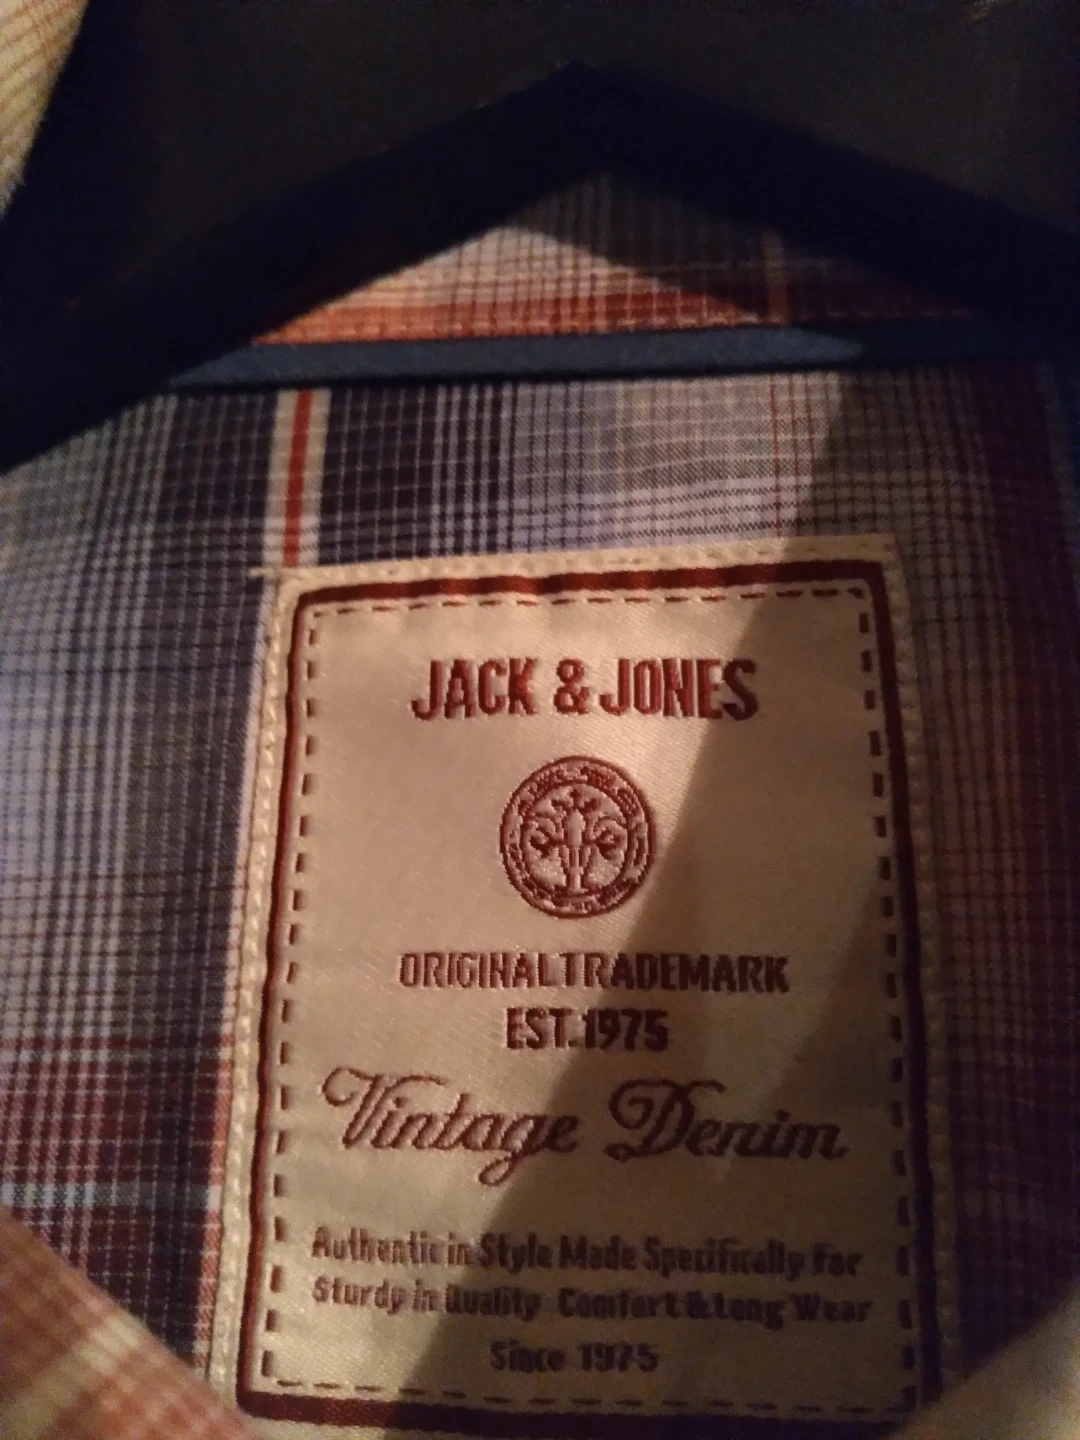 JACK & JONES
ORIGINAL TRADEMARK
EST. 1975
Vintage Denim
Authentic in Style Made Specifically For
Sturdy in Quality Comfort & Long Wear
Since 1975